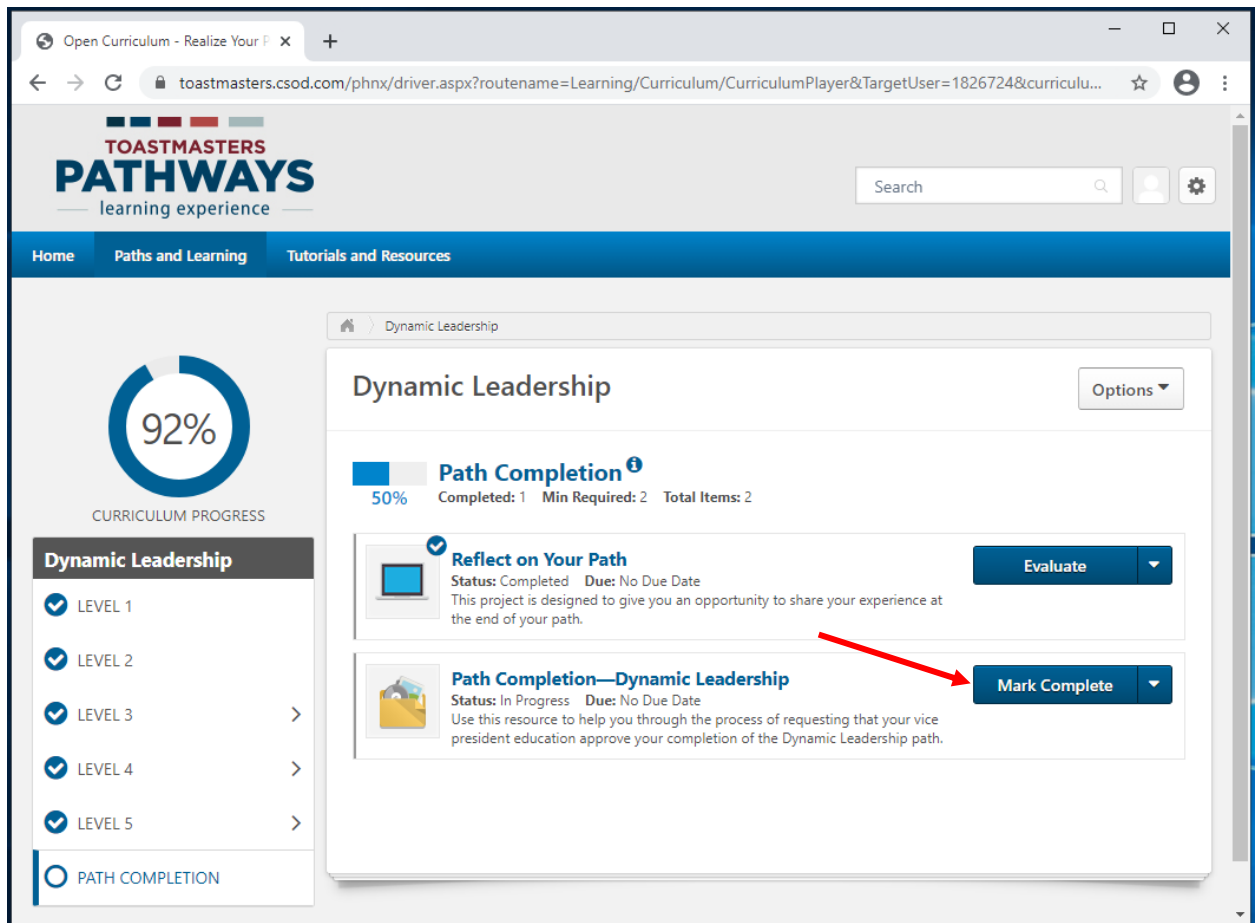 Open Curriculum - Realize Your P
toastmasters.csod.com/phnx/driver.aspx?routename=Learning/Curriculum/CurriculumPlayer&TargetUser=1826724&curriculu...
TOASTMASTERS
PATHWAYS
learning experience
Search
Home Paths and Learning Tutorials and Resources
Dynamic Leadership
92%
CURRICULUM PROGRESS
Dynamic Leadership
LEVEL 1
LEVEL 2
LEVEL 3
LEVEL 4
LEVEL 5
PATH COMPLETION
Dynamic Leadership
Options
50%
Path Completion
Completed: 1 Min Required: 2 Total Items: 2
Reflect on Your Path
Status: Completed Due: No Due Date
This project is designed to give you an opportunity to share your experience at
the end of your path.
Evaluate
Path Completion—Dynamic Leadership
Status: In Progress Due: No Due Date
Use this resource to help you through the process of requesting that your vice
president education approve your completion of the Dynamic Leadership path.
Mark Complete